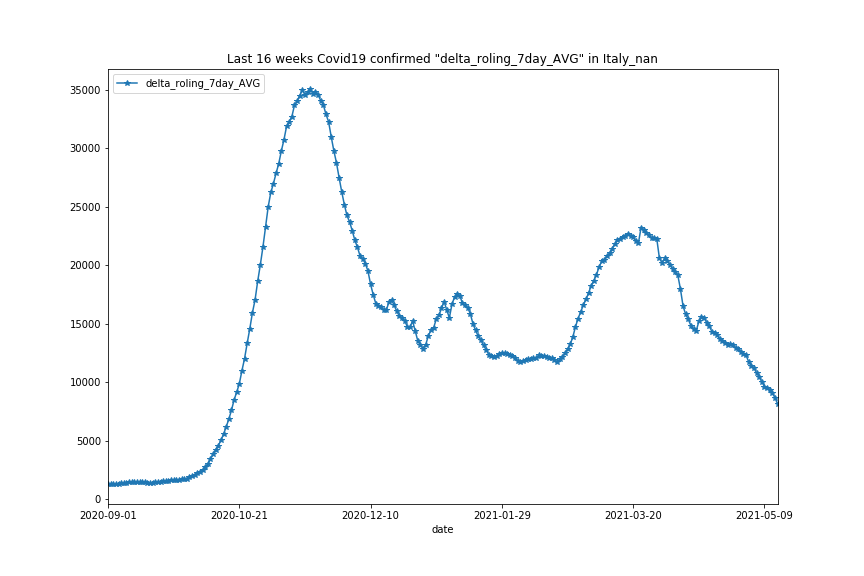 Last 16 weeks Covid19 confirmed "delta_roling_7day_AVG" in Italy_nan
delta_roling_7day_AVG
35000
30000
25000
20000
15000
10000
5000
0
2020-09-01 2020-10-21 2020-12-10 2021-01-29 2021-03-20 2021-05-09
date